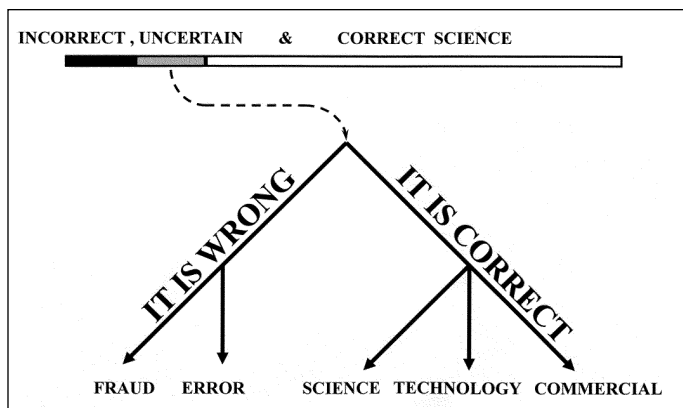 INCORRECT , UNCERTAIN & CORRECT SCIENCE
IT IS WRONG
IT IS CORRECT
FRAUD ERROR SCIENCE TECHNOLOGY COMMERCIAL